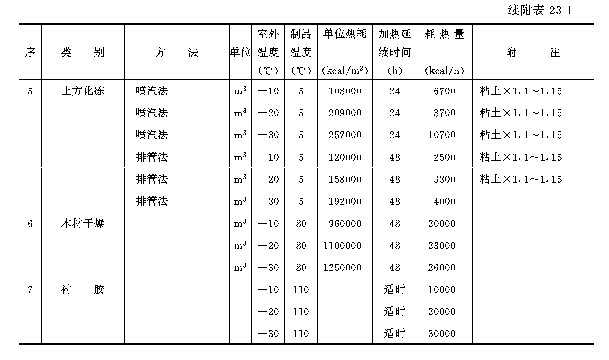 续附表 23-1
序 类 别 方 法 单位 室外温度(℃) 制品温度(℃) 单位热耗(kcal/m³) 加热延续时间(h) 耗热量(kcal/h) 附 注
5 土方化冻 喷汽法 m³ －10 5 24 6700 粘土×1.1~1.15
喷汽法 m³ －20 5 209000 24 粘土×1.1~1.15
喷汽法 m³ －30 5 257000 24 10700 粘土×1.1~1.15
排管法 m³ 10 5 120000 48 2500 粘土×1.1~1.15
排管法 m³ 20 5 158000 48 3300 粘土×1.1~1.15
排管法 m³ 30 5 192000 48 4000
6 木材干燥 m³ －10 80 960000 48 20000
m³ －20 80 1100000 48 23000
m³ －30 80 1250000 48 26000
7 胶 －10 110 适时 10000
－20 110 适时 20000
－30 110 适时 30000